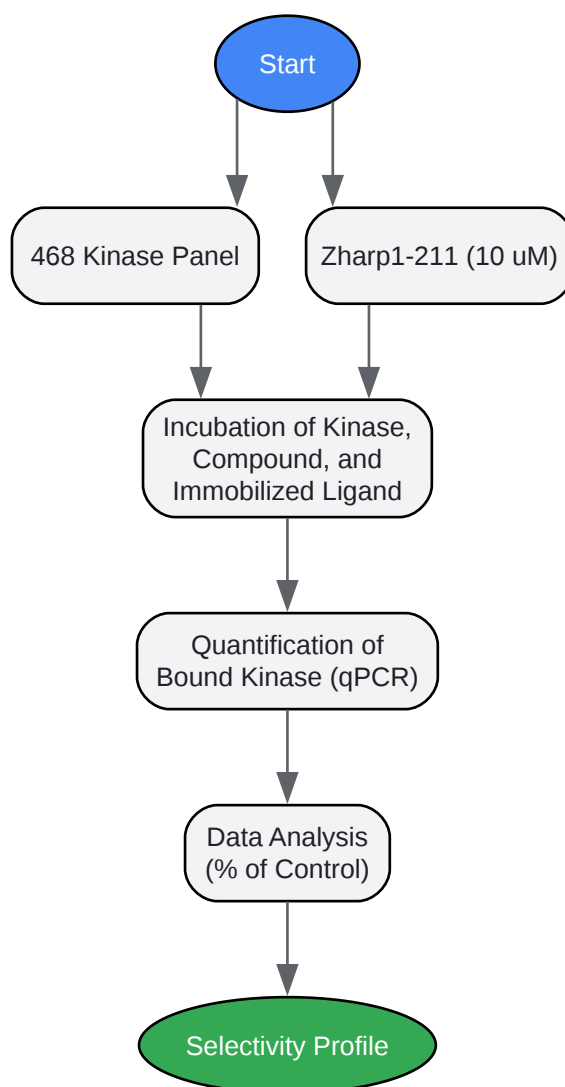 Start
468 Kinase Panel
Zharp1-211 (10 uM)
Incubation of Kinase,
Compound, and
Immobilized Ligand
Quantification of
Bound Kinase (qPCR)
Data Analysis
(% of Control)
Selectivity Profile